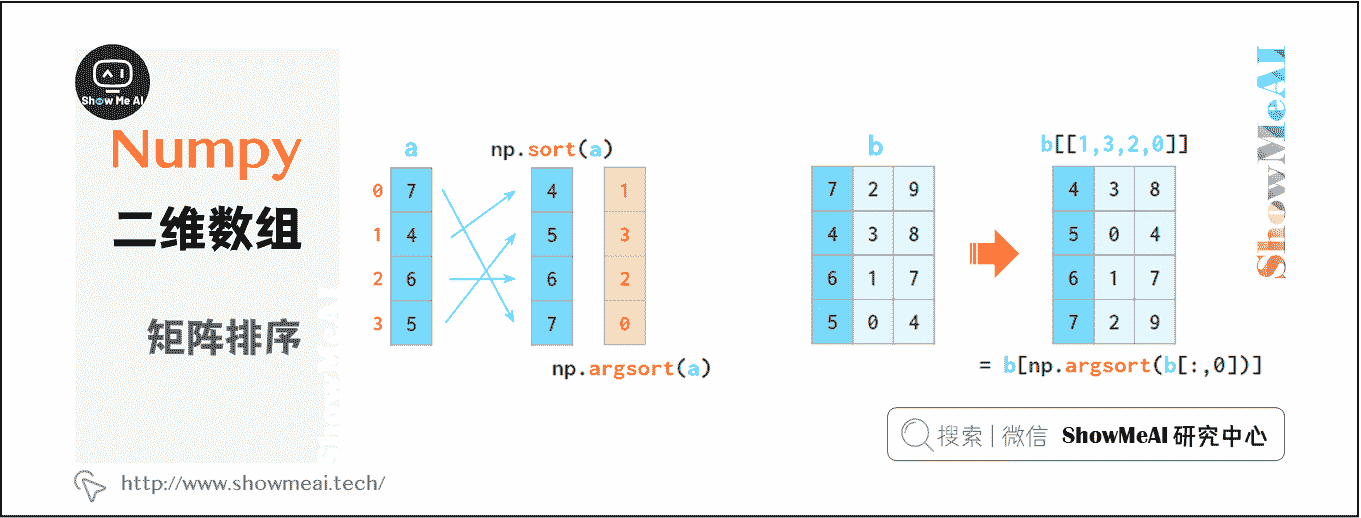 Show Me AI
Numpy
二维数组
矩阵排序
ShowMeAI
http://www.showmeai.tech/
a
np.sort(a)
0 7 4 1
1 4 5 3
2 6 6 2
3 5 7 0
np.argsort(a)
b
7 2 9
4 3 8
6 1 7
5 0 4
b[[1,3,2,0]]
4 3 8
5 0 4
6 1 7
7 2 9
= b[np.argsort(b[:,0])]
搜索 | 微信 ShowMeAI 研究中心
ShowMeAI